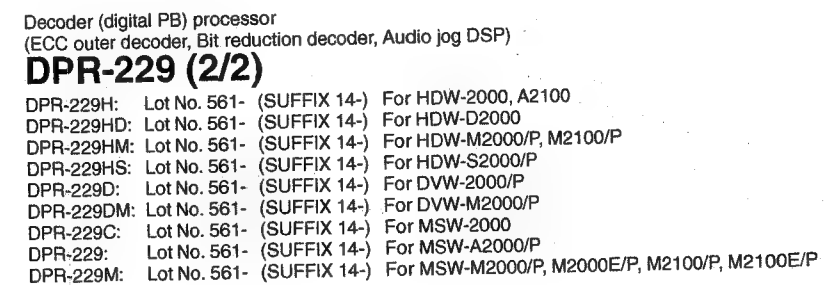 Decoder (digital PB) processor
(ECC outer decoder, Bit reduction decoder, Audio jog DSP)
DPR-229 (2/2)
DPR-229H: Lot No. 561- (SUFFIX 14-) For HDW-2000, A2100
DPR-229HD: Lot No. 561- (SUFFIX 14-) For HDW-D2000
DPR-229HM: Lot No. 561- (SUFFIX 14-) For HDW-M2000/P, M2100/P
DPR-229HS: Lot No. 561- (SUFFIX 14-) For HDW-S2000/P
DPR-229D: Lot No. 561- (SUFFIX 14-) For DVW-2000/P
DPR-229DM: Lot No. 561- (SUFFIX 14-) For DVW-M2000/P
DPR-229C: Lot No. 561- (SUFFIX 14-) For MSW-2000
DPR-229: Lot No. 561- (SUFFIX 14-) For MSW-A2000/P
DPR-229M: Lot No. 561- (SUFFIX 14-) For MSW-M2000/P, M2000E/P, M2100/P, M2100E/P